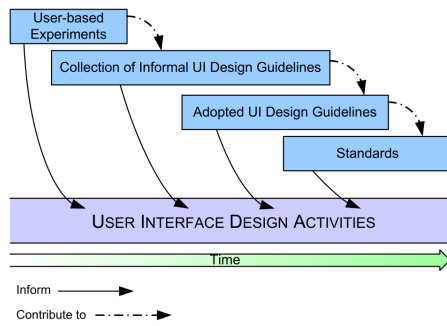 User-based
Experiments
Collection of Informal UI Design Guidelines
Adopted UI Design Guidelines
Standards
USER INTERFACE DESIGN ACTIVITIES
Time
Inform
Contribute to